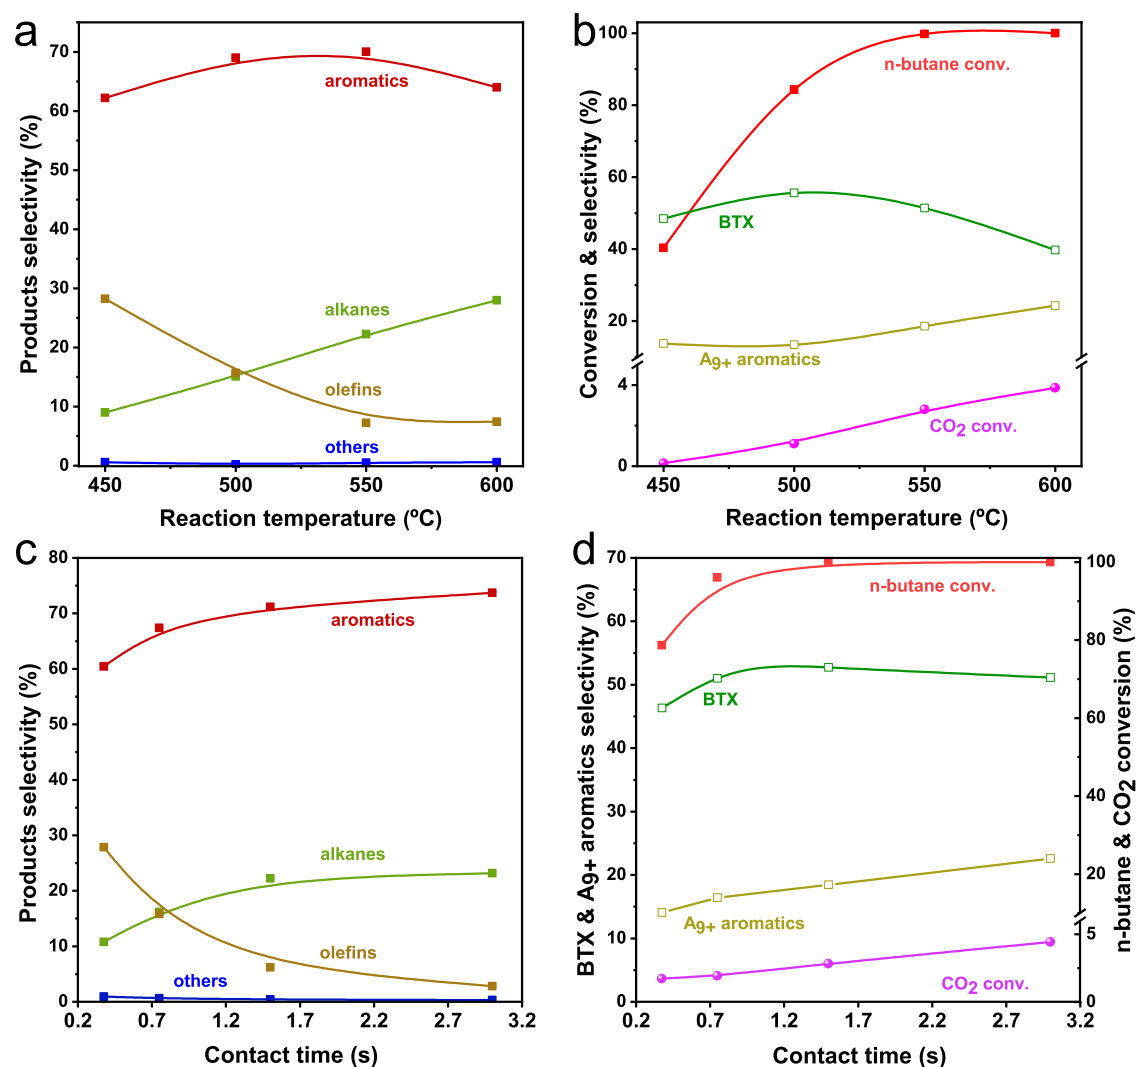 a
Products selectivity (%)
70
60
50
40
30
20
10
0
aromatics
alkanes
olefins
others
450
500
550
600
Reaction temperature (ºC)
b
Conversion & selectivity (%)
100
80
60
40
20
4
0
n-butane conv.
BTX
A9+ aromatics
CO2 conv.
450
500
550
600
Reaction temperature (ºC)
c
Products selectivity (%)
80
70
60
50
40
30
20
10
0
aromatics
alkanes
olefins
others
0.2
0.7
1.2
1.7
2.2
2.7
3.2
Contact time (s)
d
BTX & A9+ aromatics selectivity (%)
70
60
50
40
30
20
10
0
n-butane conv.
BTX
A9+ aromatics
CO2 conv.
0.2
0.7
1.2
1.7
2.2
2.7
3.2
Contact time (s)
100
80
60
40
20
5
0
n-butane & CO2 conversion (%)